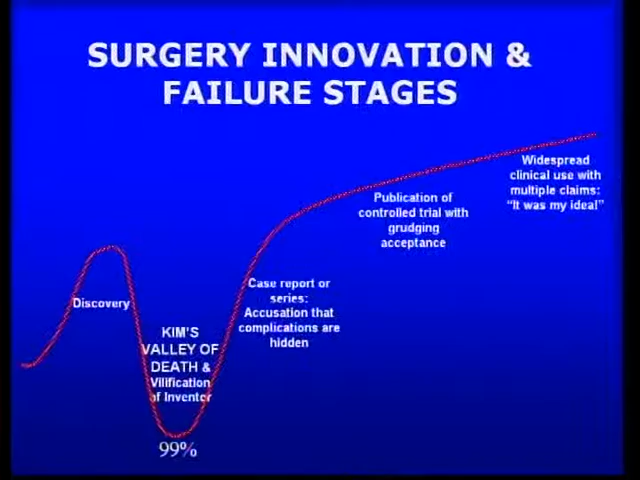 SURGERY INNOVATION &
FAILURE STAGES
Widespread
clinical use with
multiple claims:
"It was my idea!"
Publication of
controlled trial with
grudging
acceptance
Case report or
series:
Accusation that
complications are
hidden
Discovery
KIM'S
VALLEY OF
DEATH &
Vilification
of Inventer
99%